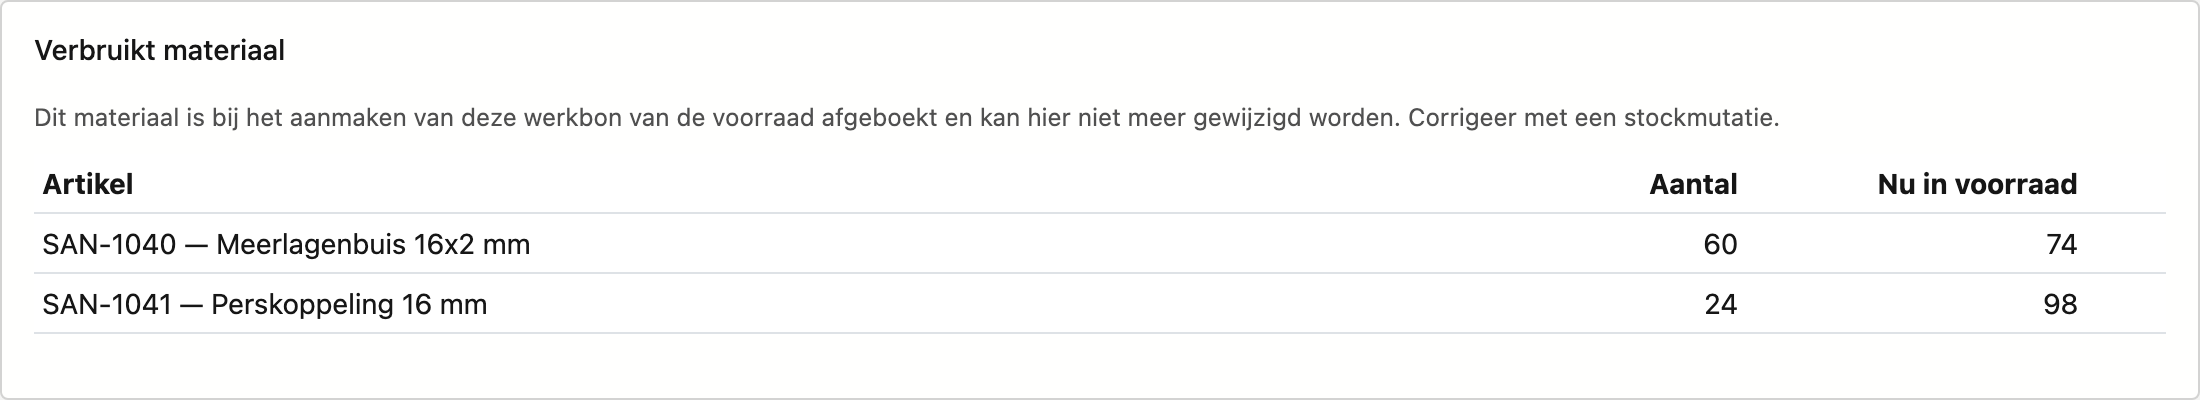 Verbruikt materiaal
Dit materiaal is bij het aanmaken van deze werkbon van de voorraad afgeboekt en kan hier niet meer gewijzigd worden. Corrigeer met een stockmutatie.
Artikel Aantal Nu in voorraad
SAN-1040 — Meerlagenbuis 16x2 mm 60 74
SAN-1041 — Perskoppeling 16 mm 24 98